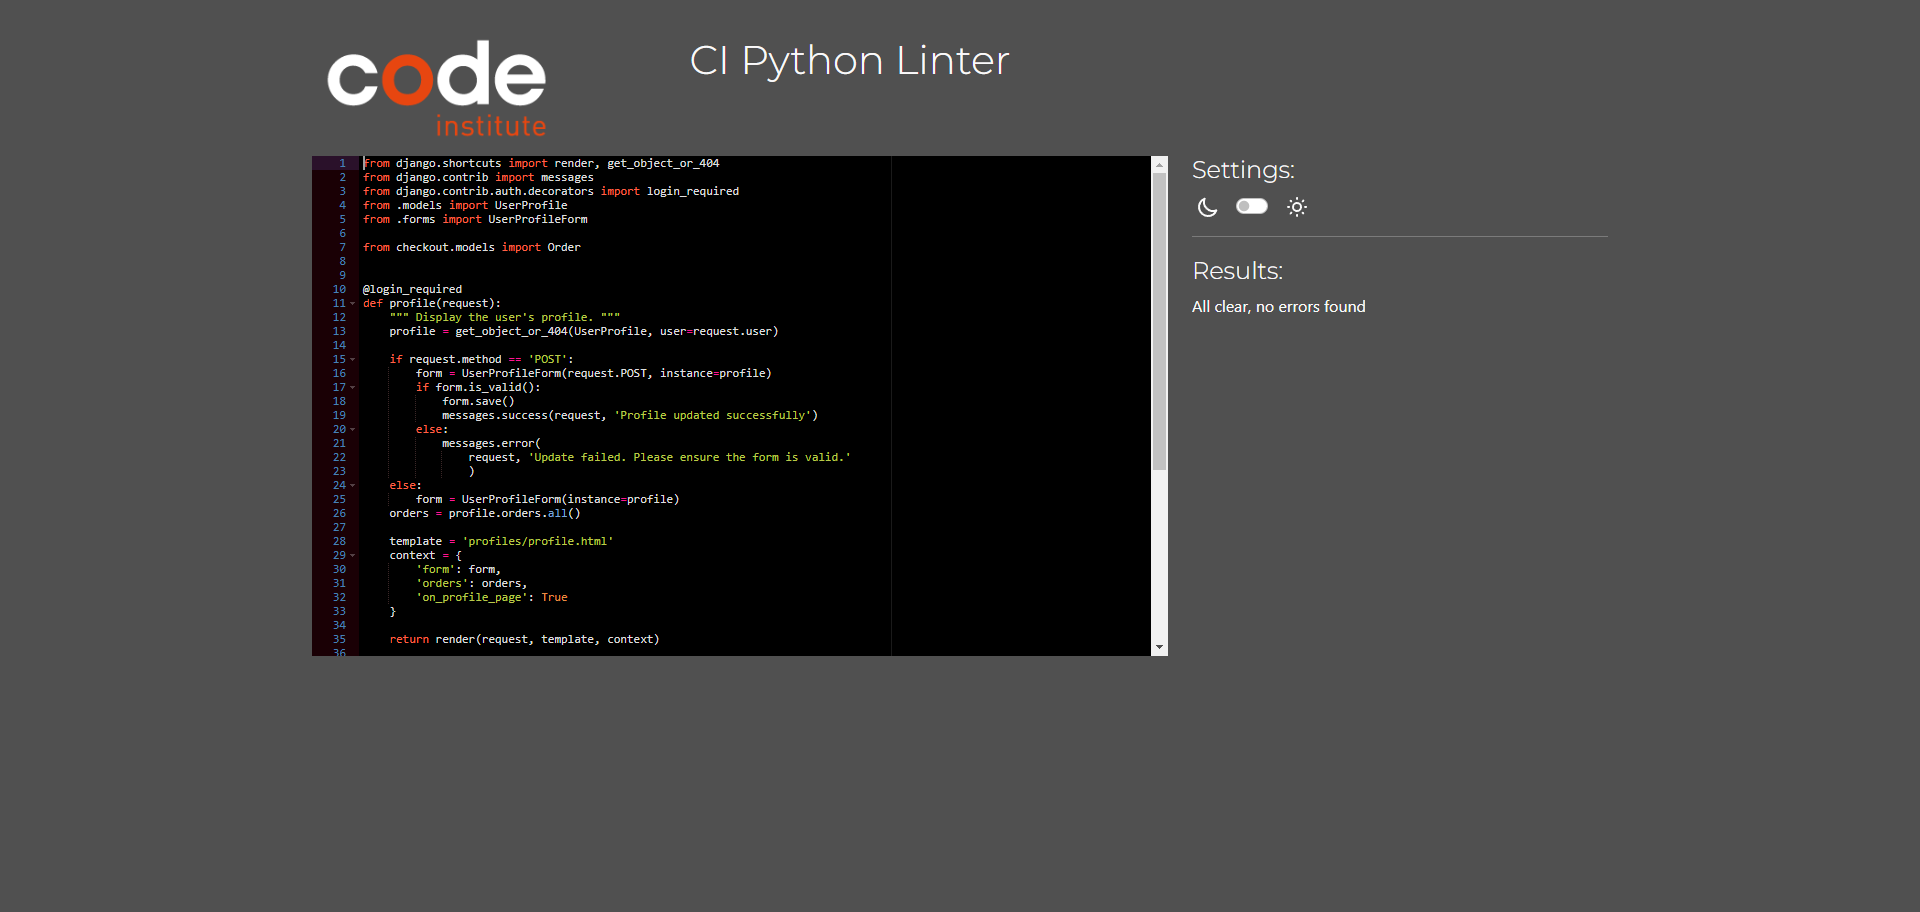 code
institute
CI Python Linter
1 from django.shortcuts import render, get_object_or_404
2 from django.contrib import messages
3 from django.contrib.auth.decorators import login_required
4 from .models import UserProfile
5 from .forms import UserProfileForm
6
7 from checkout.models import Order
8
9
10 @login_required
11 def profile(request):
12     """ Display the user's profile. """
13     profile = get_object_or_404(UserProfile, user=request.user)
14
15     if request.method == 'POST':
16         form = UserProfileForm(request.POST, instance=profile)
17         if form.is_valid():
18             form.save()
19             messages.success(request, 'Profile updated successfully')
20         else:
21             messages.error(
22                 request, 'Update failed. Please ensure the form is valid.'
23                 )
24     else:
25         form = UserProfileForm(instance=profile)
26     orders = profile.orders.all()
27
28     template = 'profiles/profile.html'
29     context = {
30         'form': form,
31         'orders': orders,
32         'on_profile_page': True
33     }
34
35     return render(request, template, context)
36
Settings:
Results:
All clear, no errors found